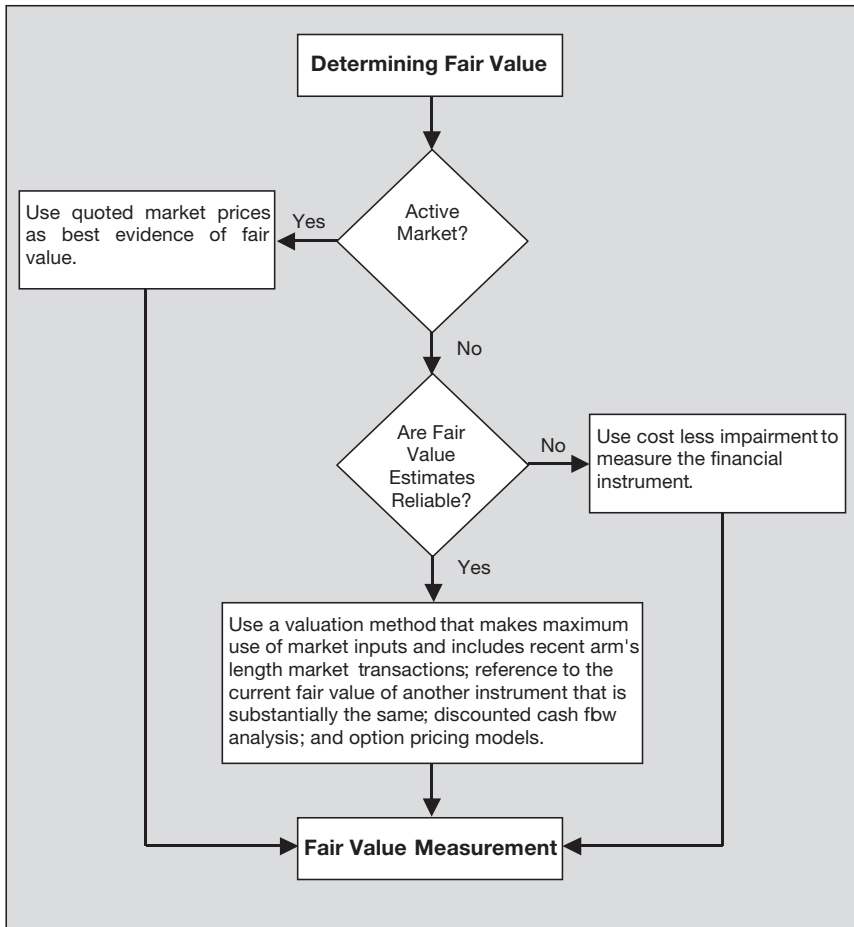 Determining Fair Value
Active
Market?
Yes
Use quoted market prices
as best evidence of fair
value.
No
Are Fair
Value
Estimates
Reliable?
No
Use cost less impairment to
measure the financial
instrument.
Yes
Use a valuation method that makes maximum
use of market inputs and includes recent arm's
length market transactions; reference to the
current fair value of another instrument that is
substantially the same; discounted cash fbw
analysis; and option pricing models.
Fair Value Measurement